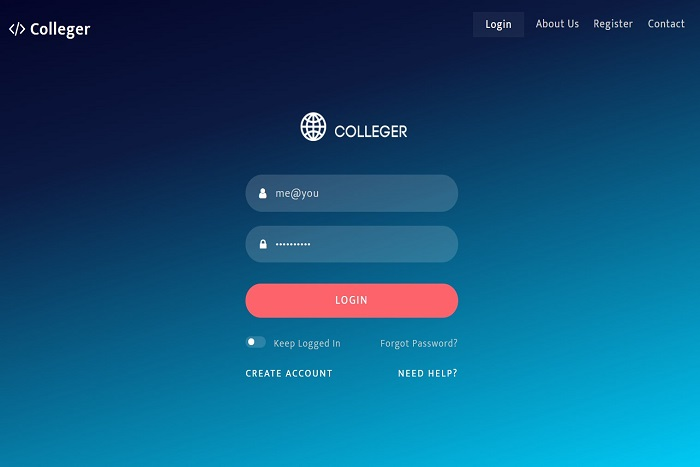 </> Colleger
Login About Us Register Contact
COLLEGER
me@you
••••••••••
LOGIN
Keep Logged In Forgot Password?
CREATE ACCOUNT NEED HELP?